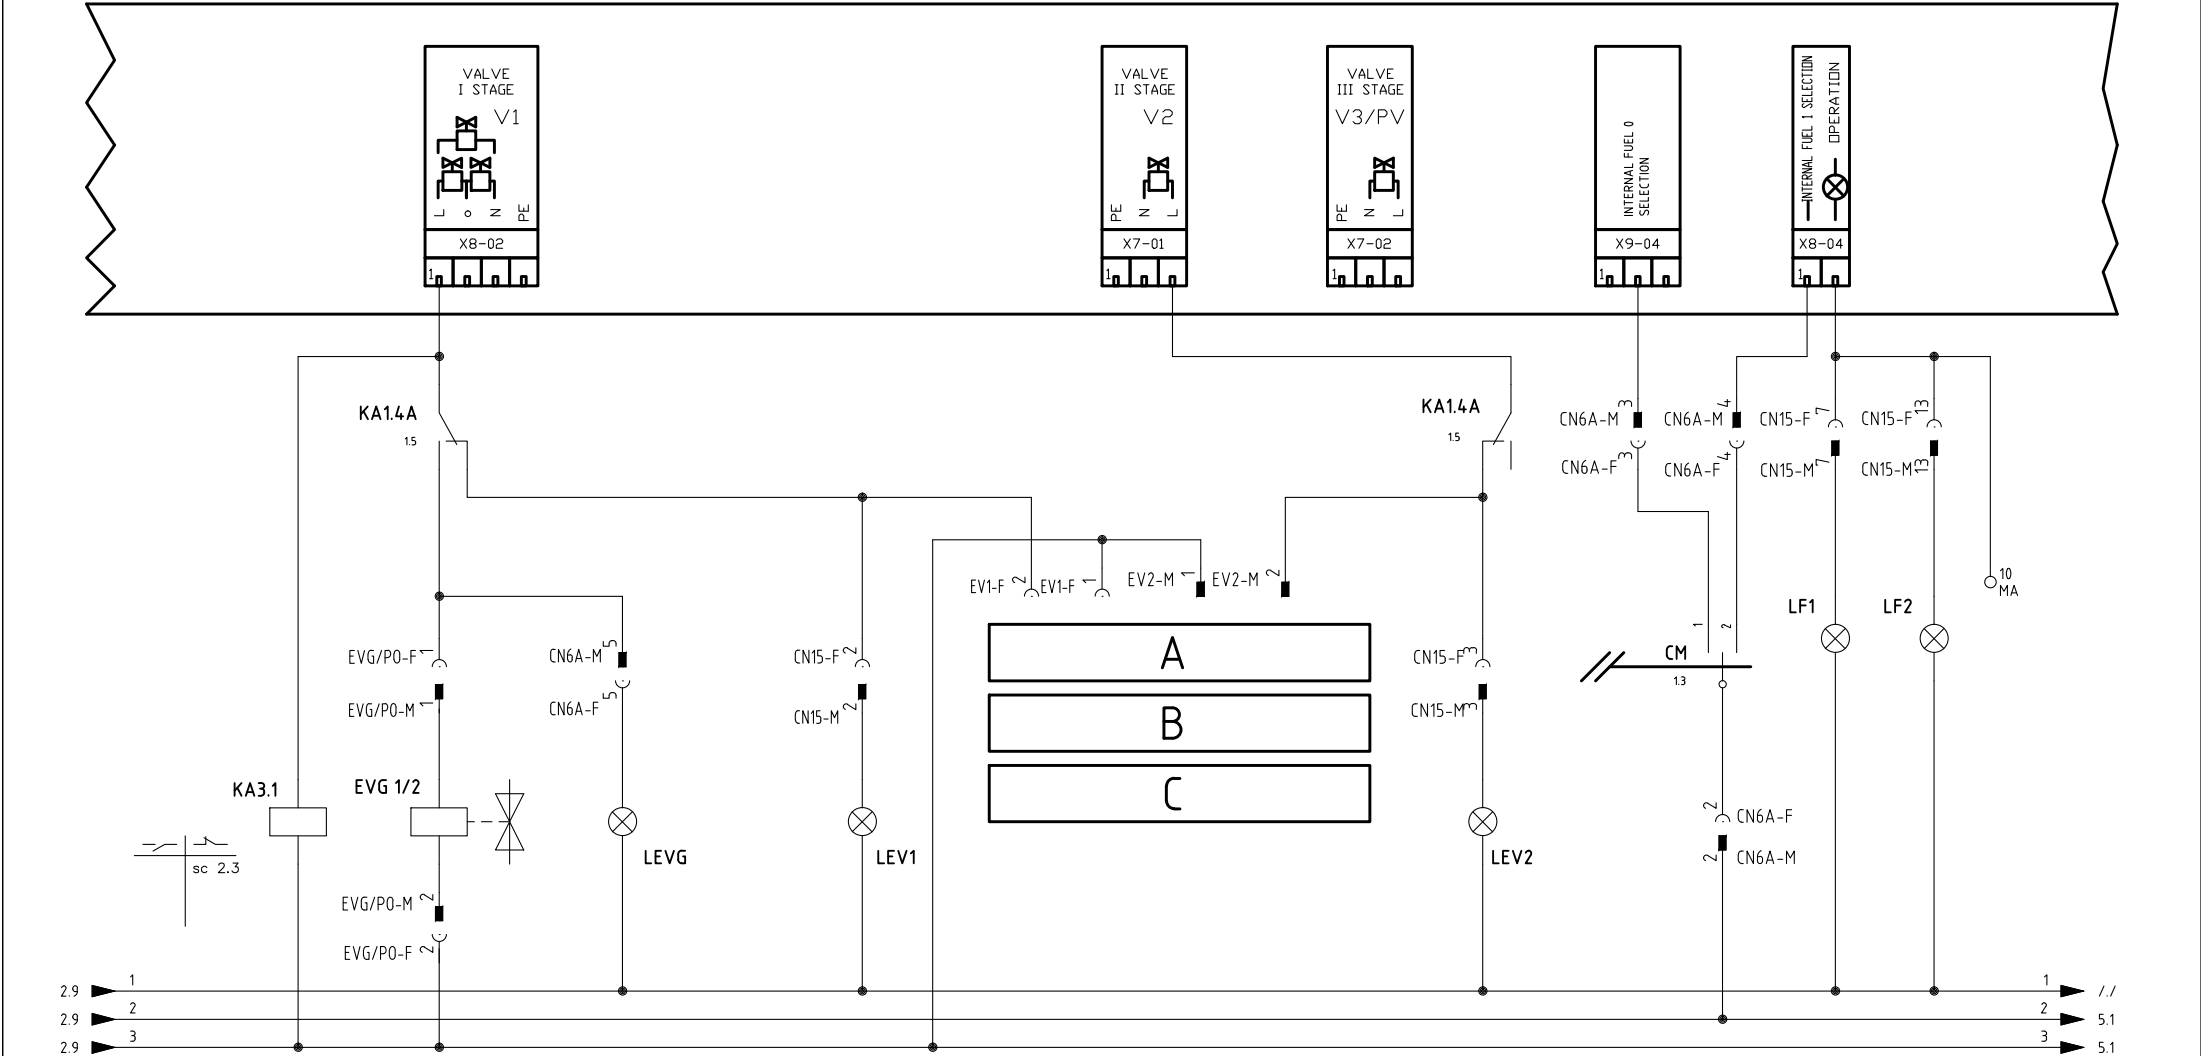 VALVE
I STAGE
V1
L
o
N
PE
X8-02
1
VALVE
II STAGE
V2
PE
N
L
X7-01
1
VALVE
III STAGE
V3/PV
PE
N
L
X7-02
1
INTERNAL FUEL 0
SELECTION
X9-04
1
INTERNAL FUEL 1 SELECTION
OPERATION
X8-04
1
KA1.4A
1.5
KA1.4A
1.5
CN6A-M 3
CN6A-F 3
CN6A-M 4
CN6A-F 4
CN15-F 7
CN15-M 7
CN15-F 13
CN15-M 13
EV1-F 2
EV1-F 1
EV2-M 1
EV2-M 2
10
MA
LF1
LF2
EVG/PO-F 1
EVG/PO-M 1
CN6A-M 5
CN6A-F 5
CN15-F 2
CN15-M 2
A
B
C
CN15-F 3
CN15-M 3
1
2
CM
1.3
KA3.1
EVG 1/2
LEVG
LEV1
LEV2
2
CN6A-F
2
CN6A-M
sc 2.3
EVG/PO-M 2
EVG/PO-F 2
2.9 1
1 /./
2.9 2
2 5.1
2.9 3
3 5.1